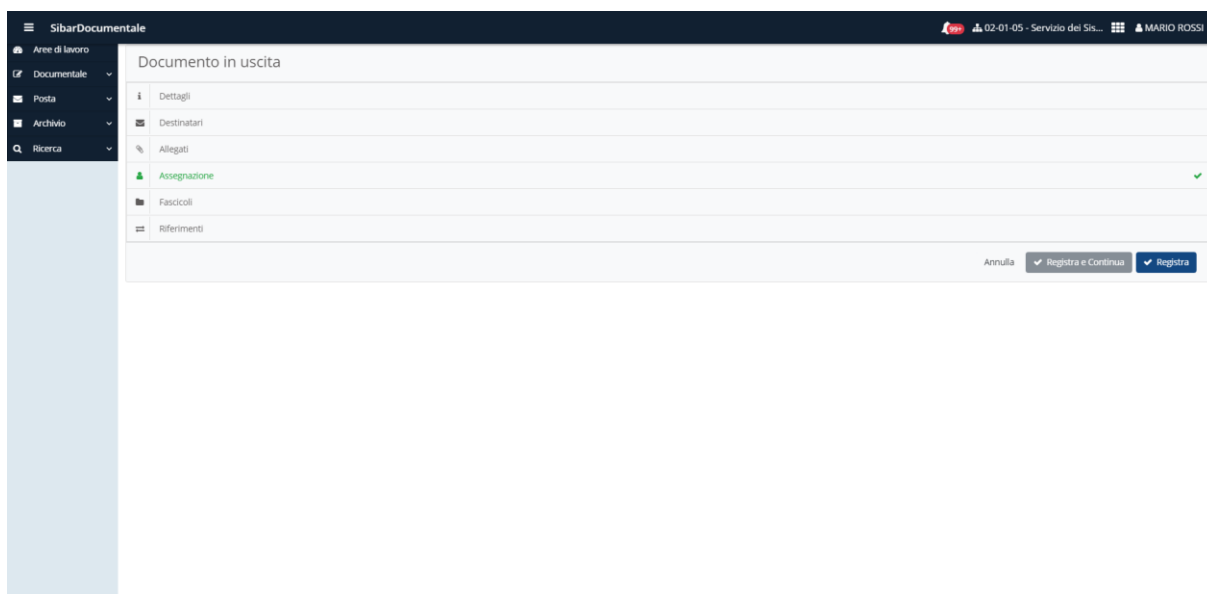 SibarDocumentale
99+
02-01-05 - Servizio dei Sis...
MARIO ROSSI
Aree di lavoro
Documentale
Posta
Archivio
Ricerca
Documento in uscita
Dettagli
Destinatari
Allegati
Assegnazione
Fascicoli
Riferimenti
Annulla
Registra e Continua
Registra